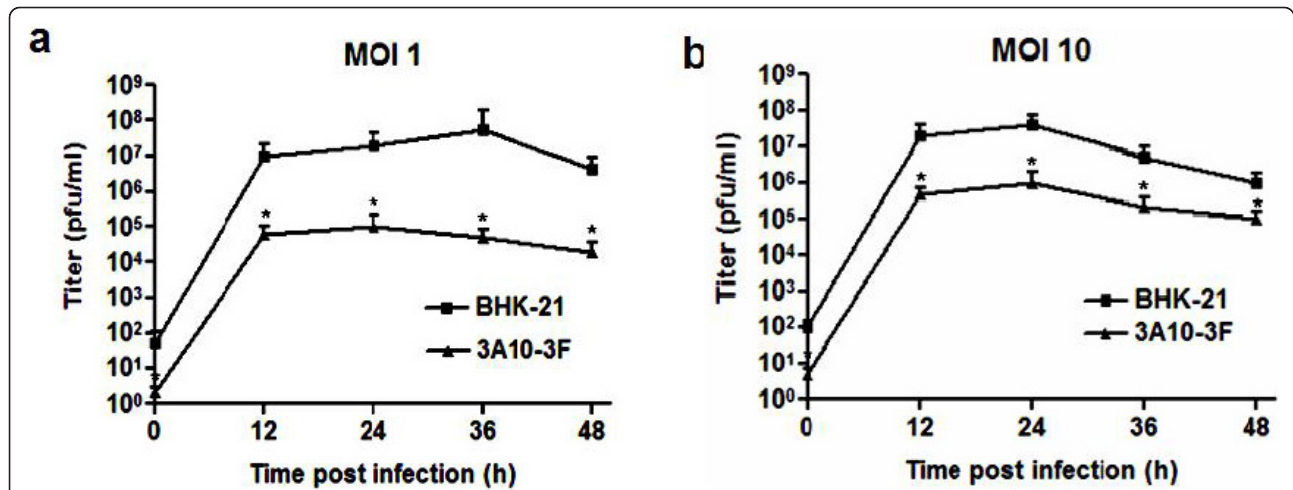 a
MOI 1
Titer (pfu/ml)
10⁹
10⁸
10⁷
10⁶
10⁵
10⁴
10³
10²
10¹
10⁰
* * * * *
BHK-21
3A10-3F
0 12 24 36 48
Time post infection (h)
b
MOI 10
Titer (pfu/ml)
10⁹
10⁸
10⁷
10⁶
10⁵
10⁴
10³
10²
10¹
10⁰
* * * * *
BHK-21
3A10-3F
0 12 24 36 48
Time post infection (h)